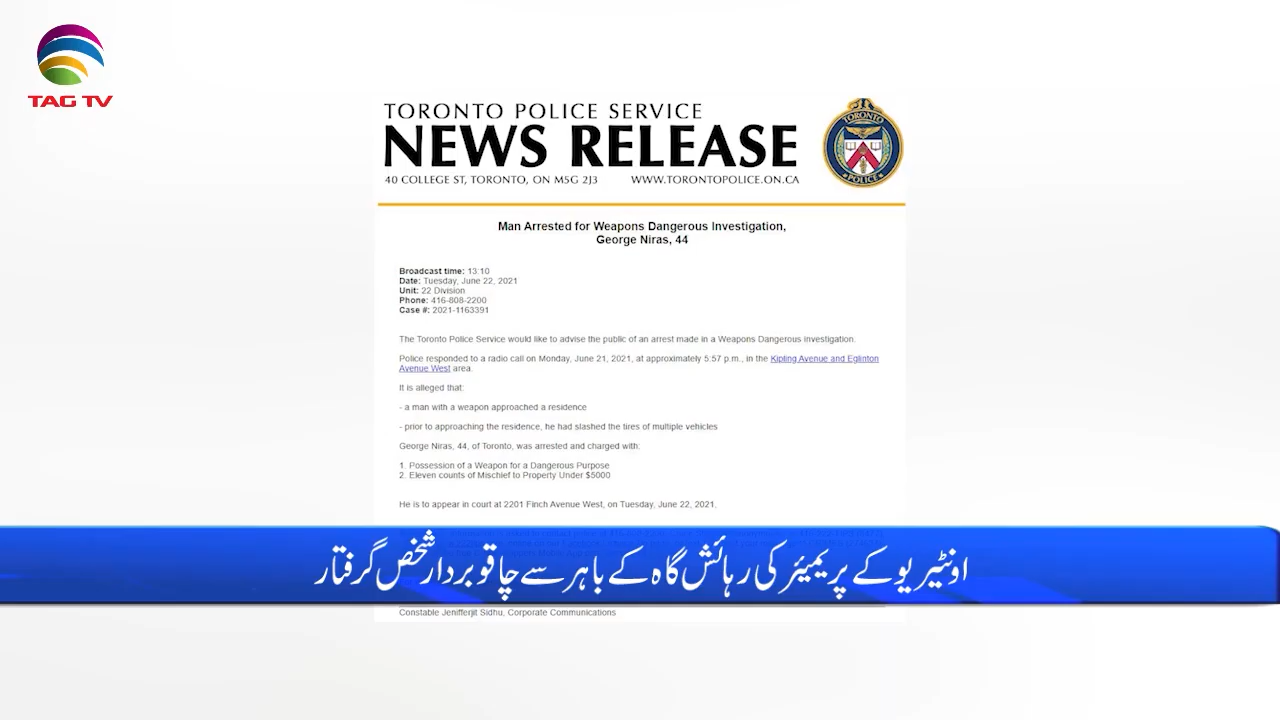 TAG TV
TORONTO POLICE SERVICE
NEWS RELEASE
40 COLLEGE ST, TORONTO, ON M5G 2J3 WWW.TORONTOPOLICE.ON.CA
TORONTO
POLICE
Man Arrested for Weapons Dangerous Investigation,
George Niras, 44
Broadcast time: 13:10
Date: Tuesday, June 22, 2021
Unit: 22 Division
Phone: 416-808-2200
Case #: 2021-1163391
The Toronto Police Service would like to advise the public of an arrest made in a Weapons Dangerous investigation.
Police responded to a radio call on Monday, June 21, 2021, at approximately 5:57 p.m., in the Kipling Avenue and Eglinton
Avenue West area.
It is alleged that:
- a man with a weapon approached a residence
- prior to approaching the residence, he had slashed the tires of multiple vehicles
George Niras, 44, of Toronto, was arrested and charged with:
1. Possession of a Weapon for a Dangerous Purpose
2. Eleven counts of Mischief to Property Under $5000
He is to appear in court at 2201 Finch Avenue West, on Tuesday, June 22, 2021,
اونٹیریو کے پریمیئر کی رہائش گاہ کے باہر سے چاقو بردار شخص گرفتار
Constable Jenifferjit Sidhu, Corporate Communications